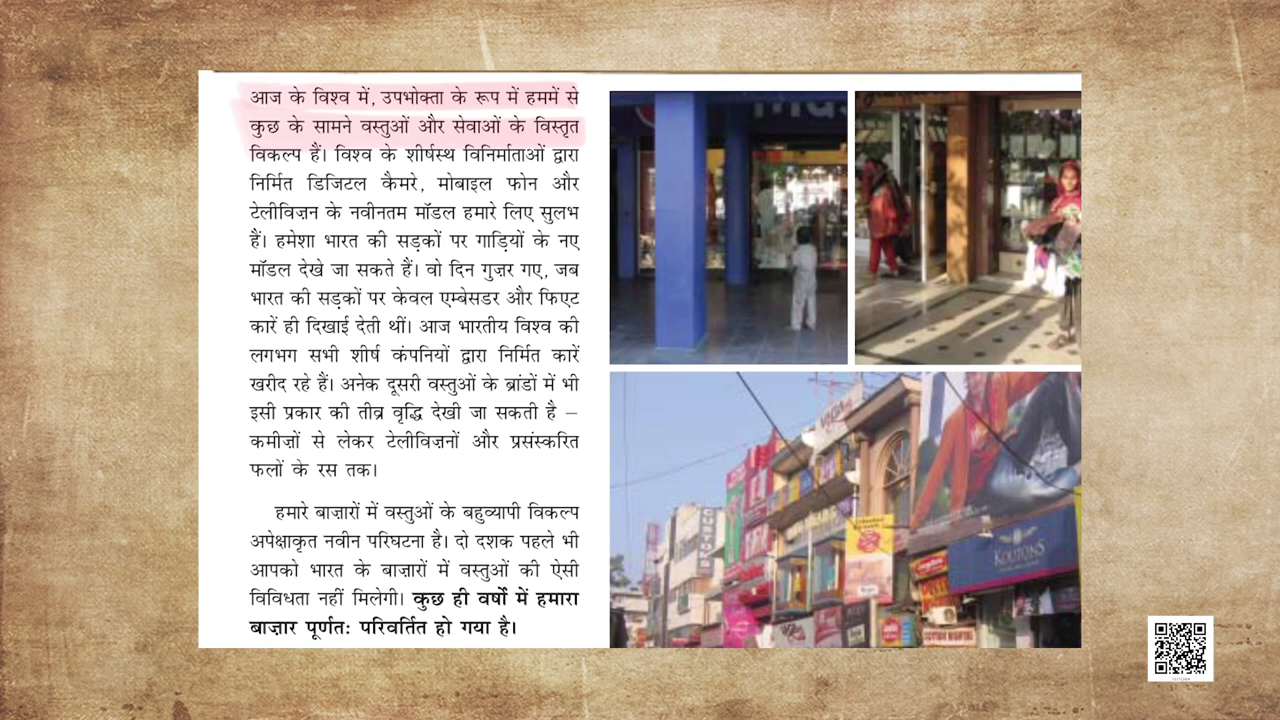 आज के विश्व में, उपभोक्ता के रूप में हममें से
कुछ के सामने वस्तुओं और सेवाओं के विस्तृत
विकल्प हैं। विश्व के शीर्षस्थ विनिर्माताओं द्वारा
निर्मित डिजिटल कैमरे, मोबाइल फोन और
टेलीविज़न के नवीनतम मॉडल हमारे लिए सुलभ
हैं। हमेशा भारत की सड़कों पर गाड़ियों के नए
मॉडल देखे जा सकते हैं। वो दिन गुज़र गए, जब
भारत की सड़कों पर केवल एम्बेसडर और फिएट
कारें ही दिखाई देती थीं। आज भारतीय विश्व की
लगभग सभी शीर्ष कंपनियों द्वारा निर्मित कारें
खरीद रहे हैं। अनेक दूसरी वस्तुओं के ब्रांडों में भी
इसी प्रकार की तीव्र वृद्धि देखी जा सकती है –
कमीज़ों से लेकर टेलीविज़नों और प्रसंस्करित
फलों के रस तक।
हमारे बाज़ारों में वस्तुओं के बहुव्यापी विकल्प
अपेक्षाकृत नवीन परिघटना है। दो दशक पहले भी
आपको भारत के बाज़ारों में वस्तुओं की ऐसी
विविधता नहीं मिलेगी। कुछ ही वर्षों में हमारा
बाज़ार पूर्णतः परिवर्तित हो गया है।
CUSTONS
KOUTONS